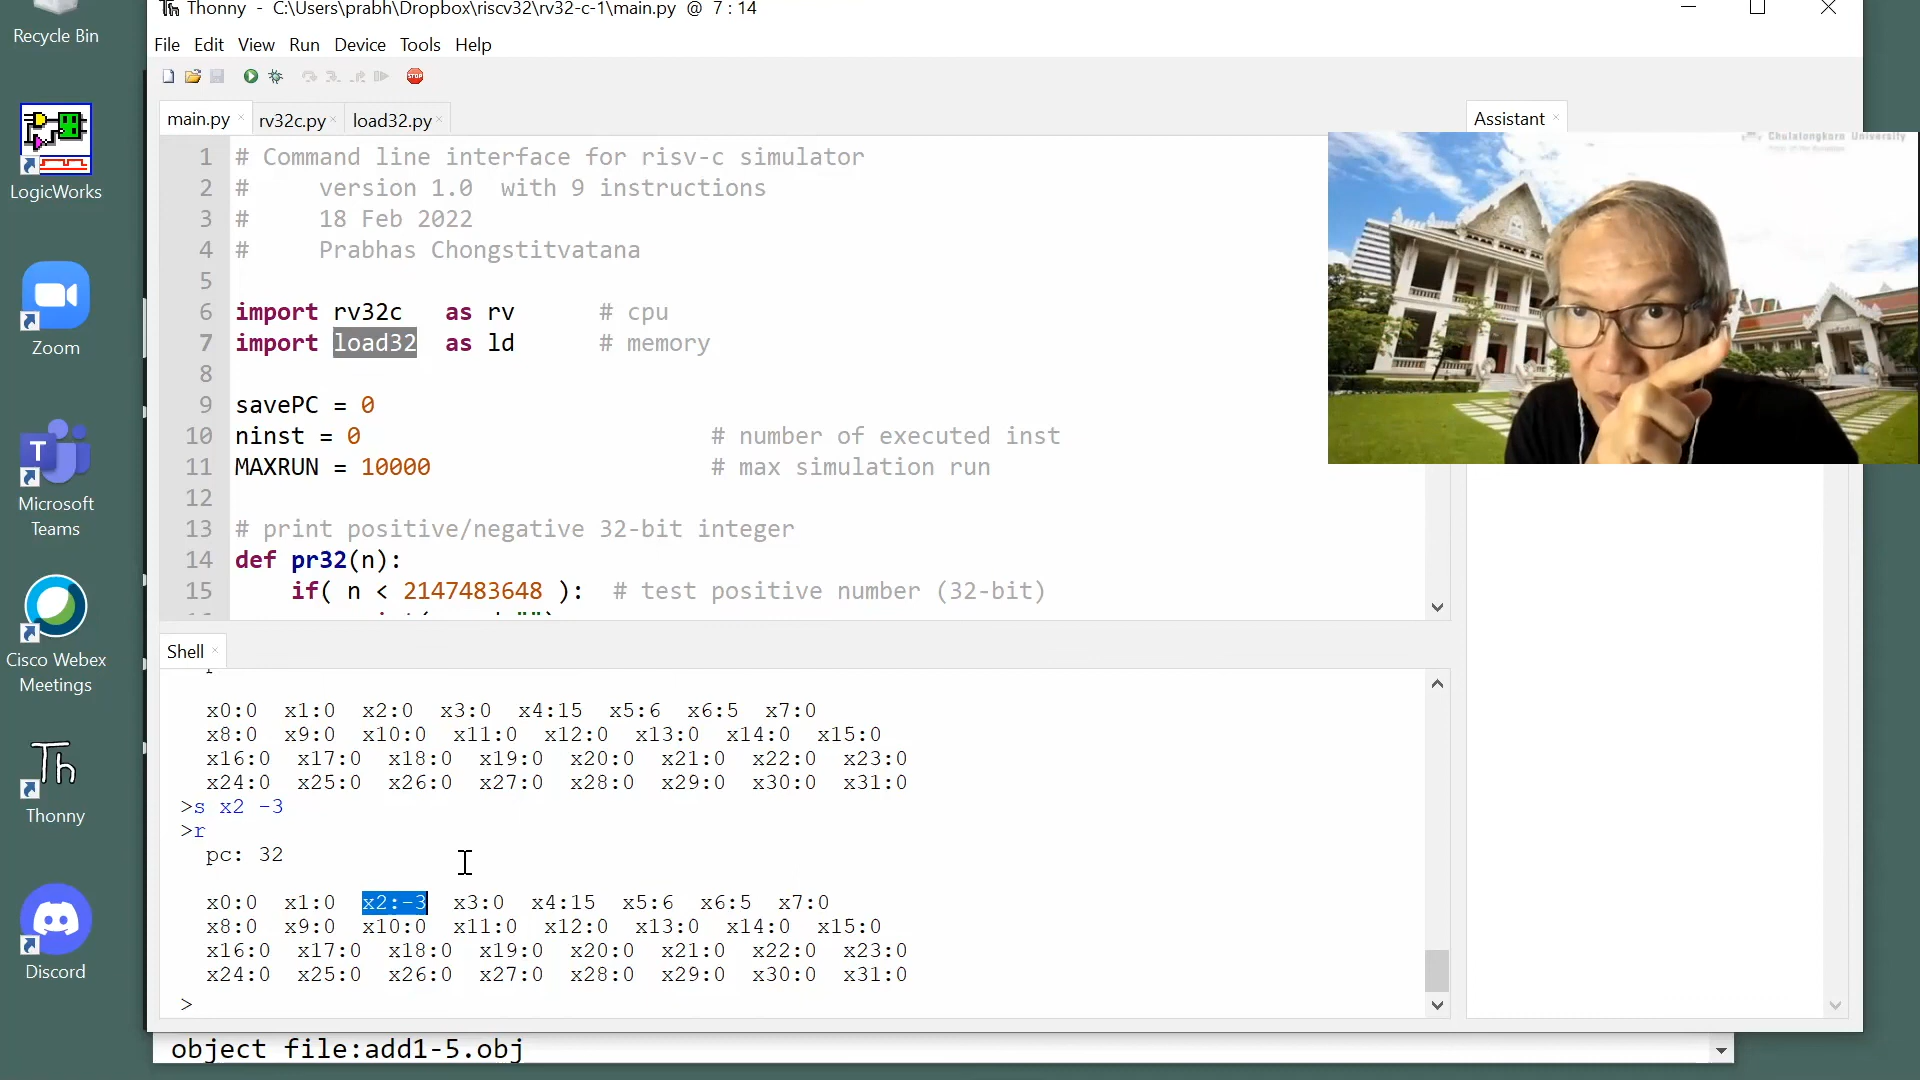 Recycle Bin
LogicWorks
Zoom
Microsoft
Teams
Cisco Webex
Meetings
Thonny
Discord
Thonny - C:\Users\prabh\Dropbox\riscv32\rv32-c-1\main.py @ 7 : 14
File Edit View Run Device Tools Help
STOP
main.py rv32c.py load32.py
1 # Command line interface for risv-c simulator
2 # version 1.0 with 9 instructions
3 # 18 Feb 2022
4 # Prabhas Chongstitvatana
5
6 import rv32c as rv # cpu
7 import load32 as ld # memory
8
9 savePC = 0
10 ninst = 0 # number of executed inst
11 MAXRUN = 10000 # max simulation run
12
13 # print positive/negative 32-bit integer
14 def pr32(n):
15 if( n < 2147483648 ): # test positive number (32-bit)
Assistant
Chulalongkorn University
Shell
x0:0 x1:0 x2:0 x3:0 x4:15 x5:6 x6:5 x7:0
x8:0 x9:0 x10:0 x11:0 x12:0 x13:0 x14:0 x15:0
x16:0 x17:0 x18:0 x19:0 x20:0 x21:0 x22:0 x23:0
x24:0 x25:0 x26:0 x27:0 x28:0 x29:0 x30:0 x31:0
>s x2 -3
>r
pc: 32
x0:0 x1:0 x2:-3 x3:0 x4:15 x5:6 x6:5 x7:0
x8:0 x9:0 x10:0 x11:0 x12:0 x13:0 x14:0 x15:0
x16:0 x17:0 x18:0 x19:0 x20:0 x21:0 x22:0 x23:0
x24:0 x25:0 x26:0 x27:0 x28:0 x29:0 x30:0 x31:0
>
object file:add1-5.obj